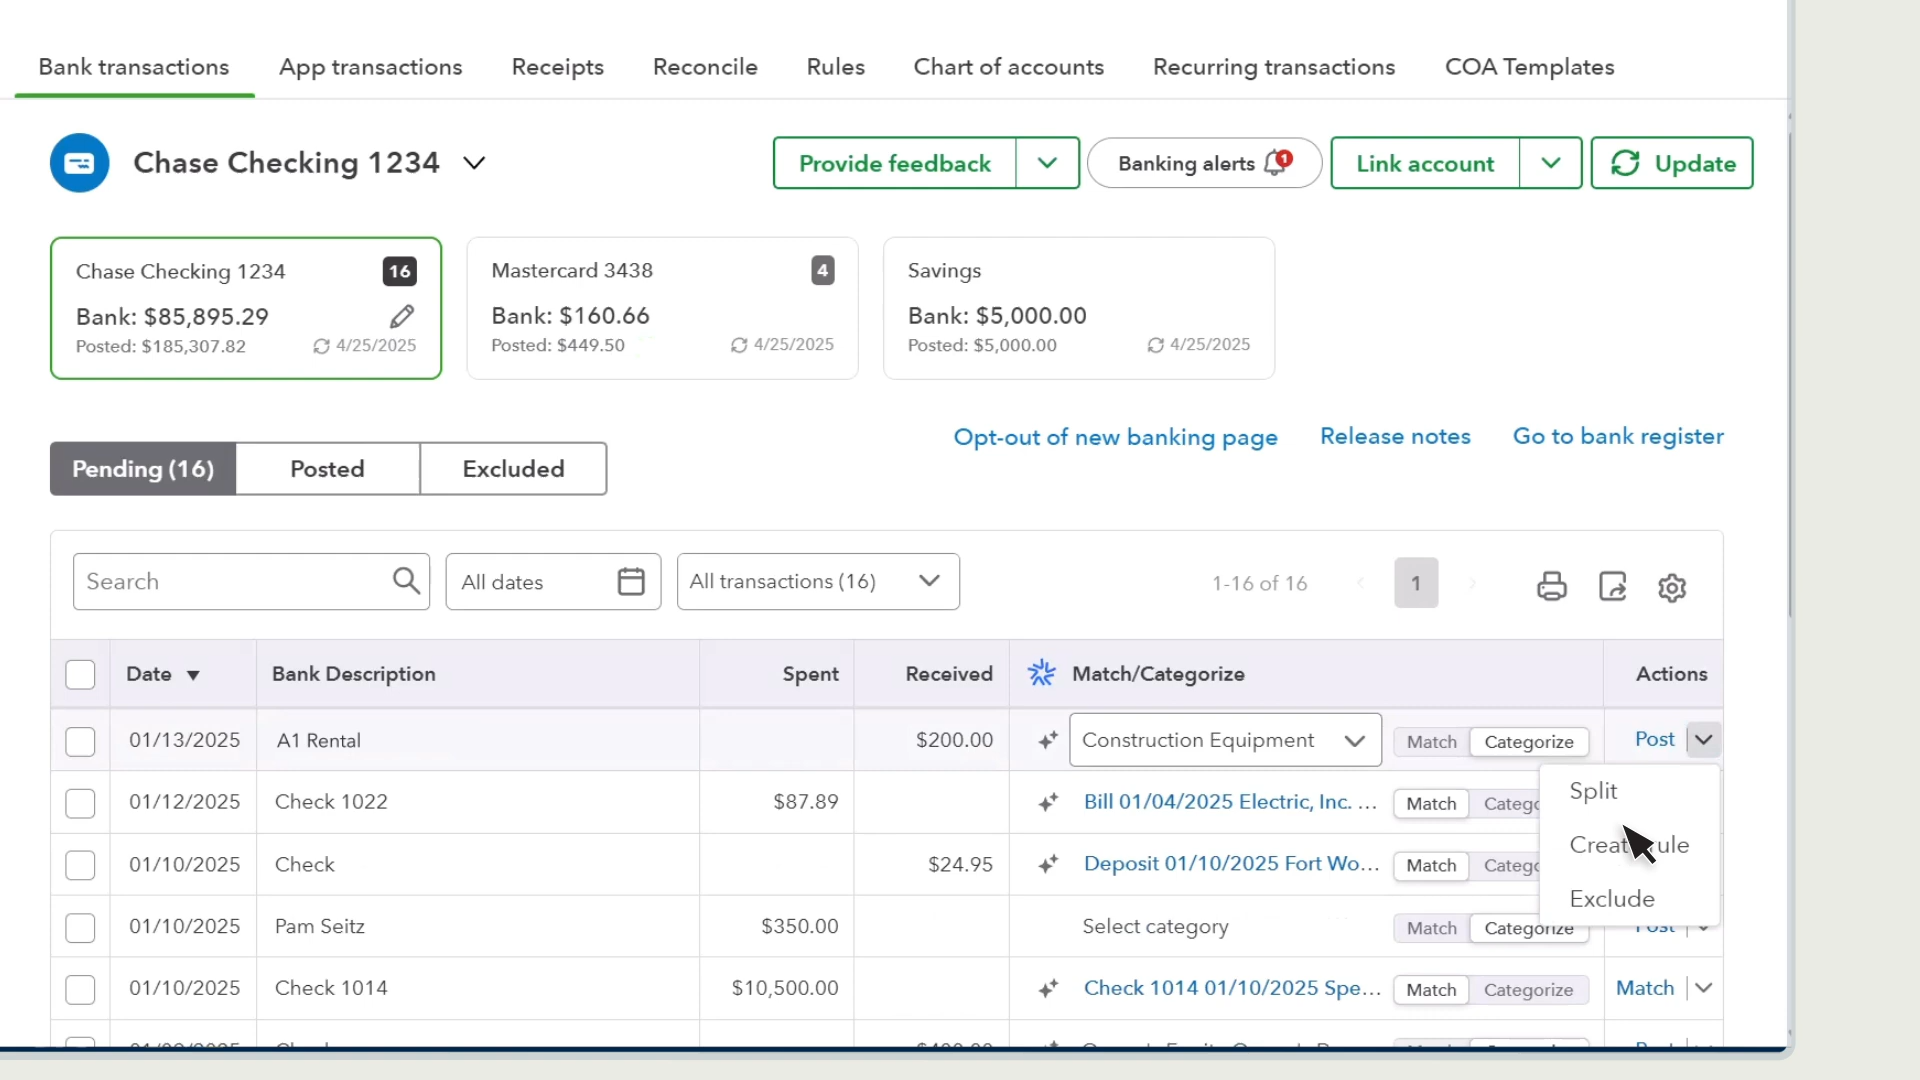 Bank transactions App transactions Receipts Reconcile Rules Chart of accounts Recurring transactions COA Templates
Chase Checking 1234 Provide feedback Banking alerts 1 Link account Update
Chase Checking 1234 16
Bank: $85,895.29
Posted: $185,307.82 4/25/2025
Mastercard 3438 4
Bank: $160.66
Posted: $449.50 4/25/2025
Savings
Bank: $5,000.00
Posted: $5,000.00 4/25/2025
Opt-out of new banking page Release notes Go to bank register
Pending (16) Posted Excluded
Search All dates All transactions (16) 1-16 of 16 1
Date Bank Description Spent Received Match/Categorize Actions
01/13/2025 A1 Rental $200.00 Construction Equipment Match Categorize Post
Split
Create rule
Exclude
01/12/2025 Check 1022 $87.89 Bill 01/04/2025 Electric, Inc. ... Match Catego
01/10/2025 Check $24.95 Deposit 01/10/2025 Fort Wo... Match Catego
01/10/2025 Pam Seitz $350.00 Select category Match Categorize Post
01/10/2025 Check 1014 $10,500.00 Check 1014 01/10/2025 Spe... Match Categorize Match